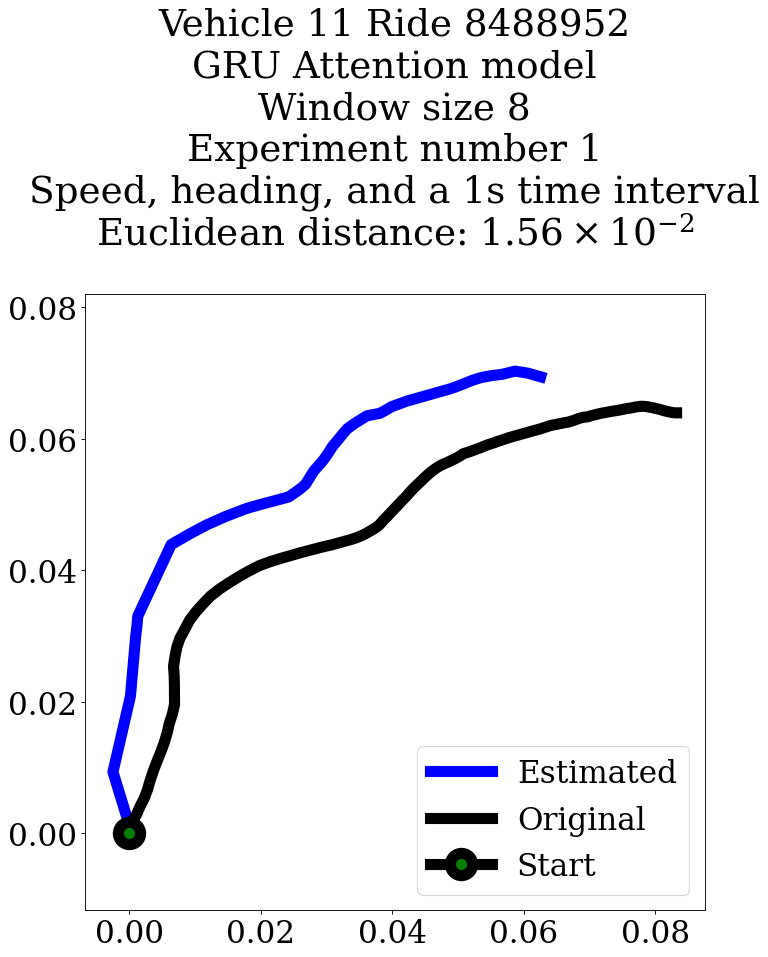 Vehicle 11 Ride 8488952
GRU Attention model
Window size 8
Experiment number 1
Speed, heading, and a 1s time interval
Euclidean distance: 1.56 × 10⁻²
0.08
0.06
0.04
0.02
0.00
Estimated
Original
Start
0.00 0.02 0.04 0.06 0.08